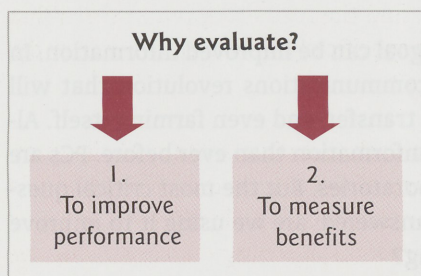 Why evaluate?
1.
To improve
performance
2.
To measure
benefits